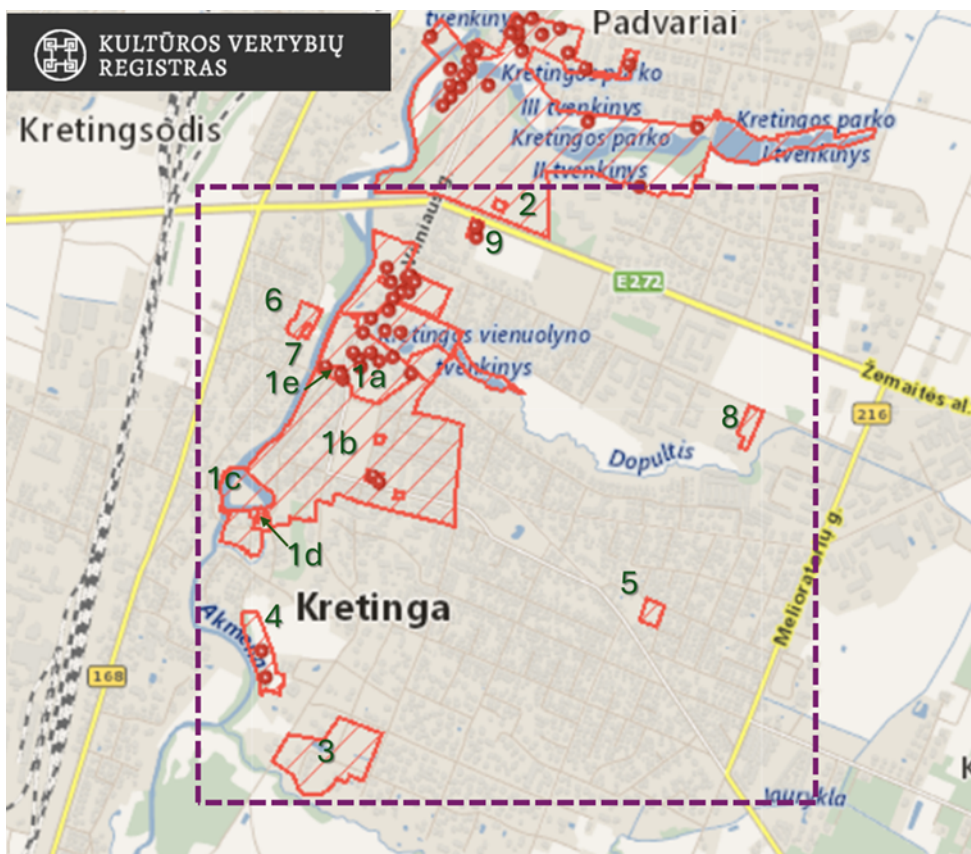 tvenkinys
Padvariai
KULTŪROS VERTYBIŲ
REGISTRAS
Kretingos parko
III tvenkinys
Kretingsodis
Kretingos parko
Kretingos parko
I tvenkinys
II tvenkinys
Vilniaus g.
2
9
E272
6
Kretingos vienuolyno
tvenkinys
7
1e
1a
Žemaitės al.
216
8
1b
Dopultis
1c
1d
Melioratorių g.
5
Kretinga
4
Akmena
168
3